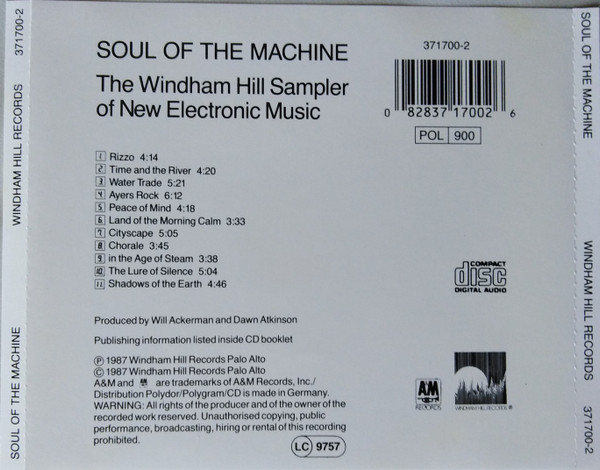 371700-2
WINDHAM HILL RECORDS
SOUL OF THE MACHINE
SOUL OF THE MACHINE
The Windham Hill Sampler
of New Electronic Music
371700-2
0 82837 17002 6
POL 900
1 Rizzo 4:14
2 Time and the River 4:20
3 Water Trade 5:21
4 Ayers Rock 6:12
5 Peace of Mind 4:18
6 Land of the Morning Calm 3:33
7 Cityscape 5:05
8 Chorale 3:45
9 in the Age of Steam 3:38
10 The Lure of Silence 5:04
11 Shadows of the Earth 4:46
COMPACT
disc
DIGITAL AUDIO
Produced by Will Ackerman and Dawn Atkinson
Publishing information listed inside CD booklet
Ⓟ 1987 Windham Hill Records Palo Alto
© 1987 Windham Hill Records Palo Alto
A&M and are trademarks of A&M Records, Inc./
Distribution Polydor/Polygram/CD is made in Germany.
WARNING: All rights of the producer and of the owner of the
recorded work reserved. Unauthorised copying, public
performance, broadcasting, hiring or rental of this recording
prohibited.
LC 9757
A&M
RECORDS
WINDHAM HILL RECORDS
SOUL OF THE MACHINE
WINDHAM HILL RECORDS
371700-2